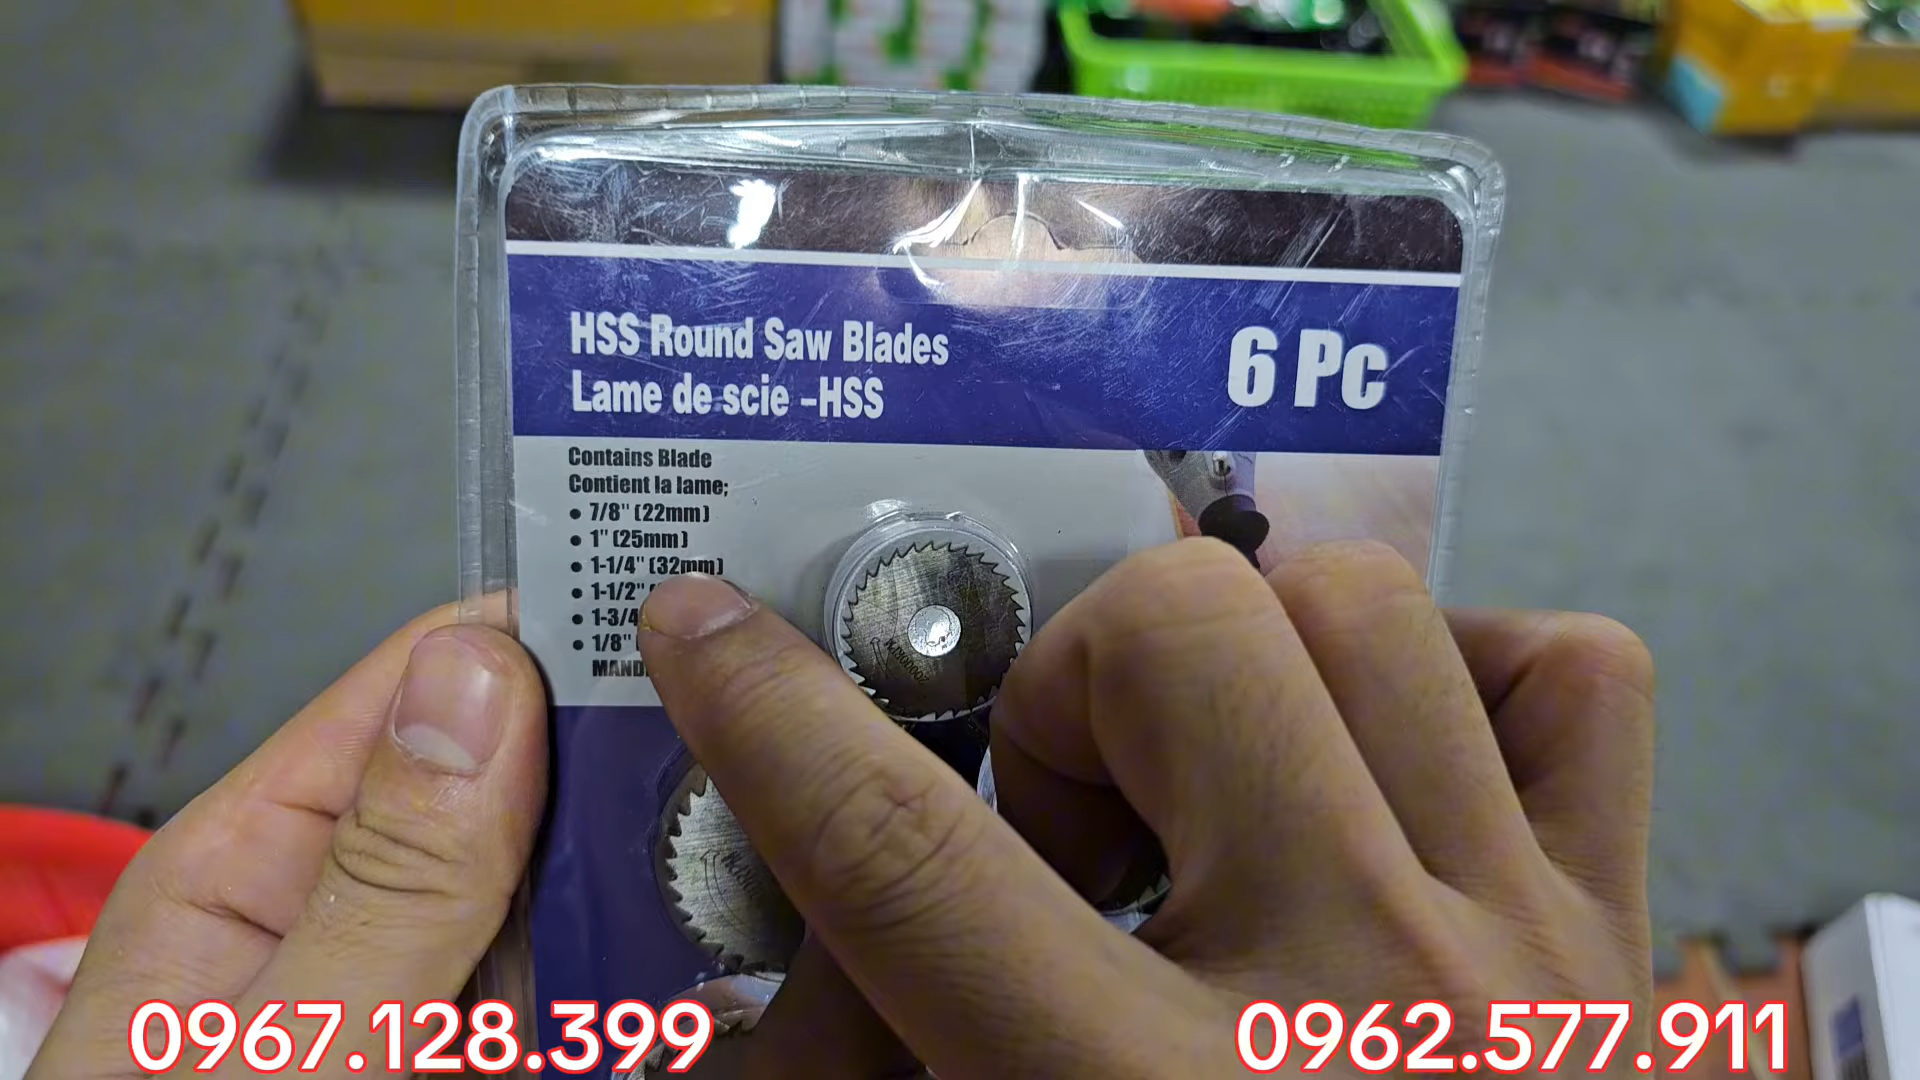 HSS Round Saw Blades
Lame de scie -HSS
6 Pc
Contains Blade
Contient la lame;
• 7/8" (22mm)
• 1" (25mm)
• 1-1/4" (32mm)
• 1-1/2"
• 1-3/4
• 1/8"
0967.128.399
0962.577.911